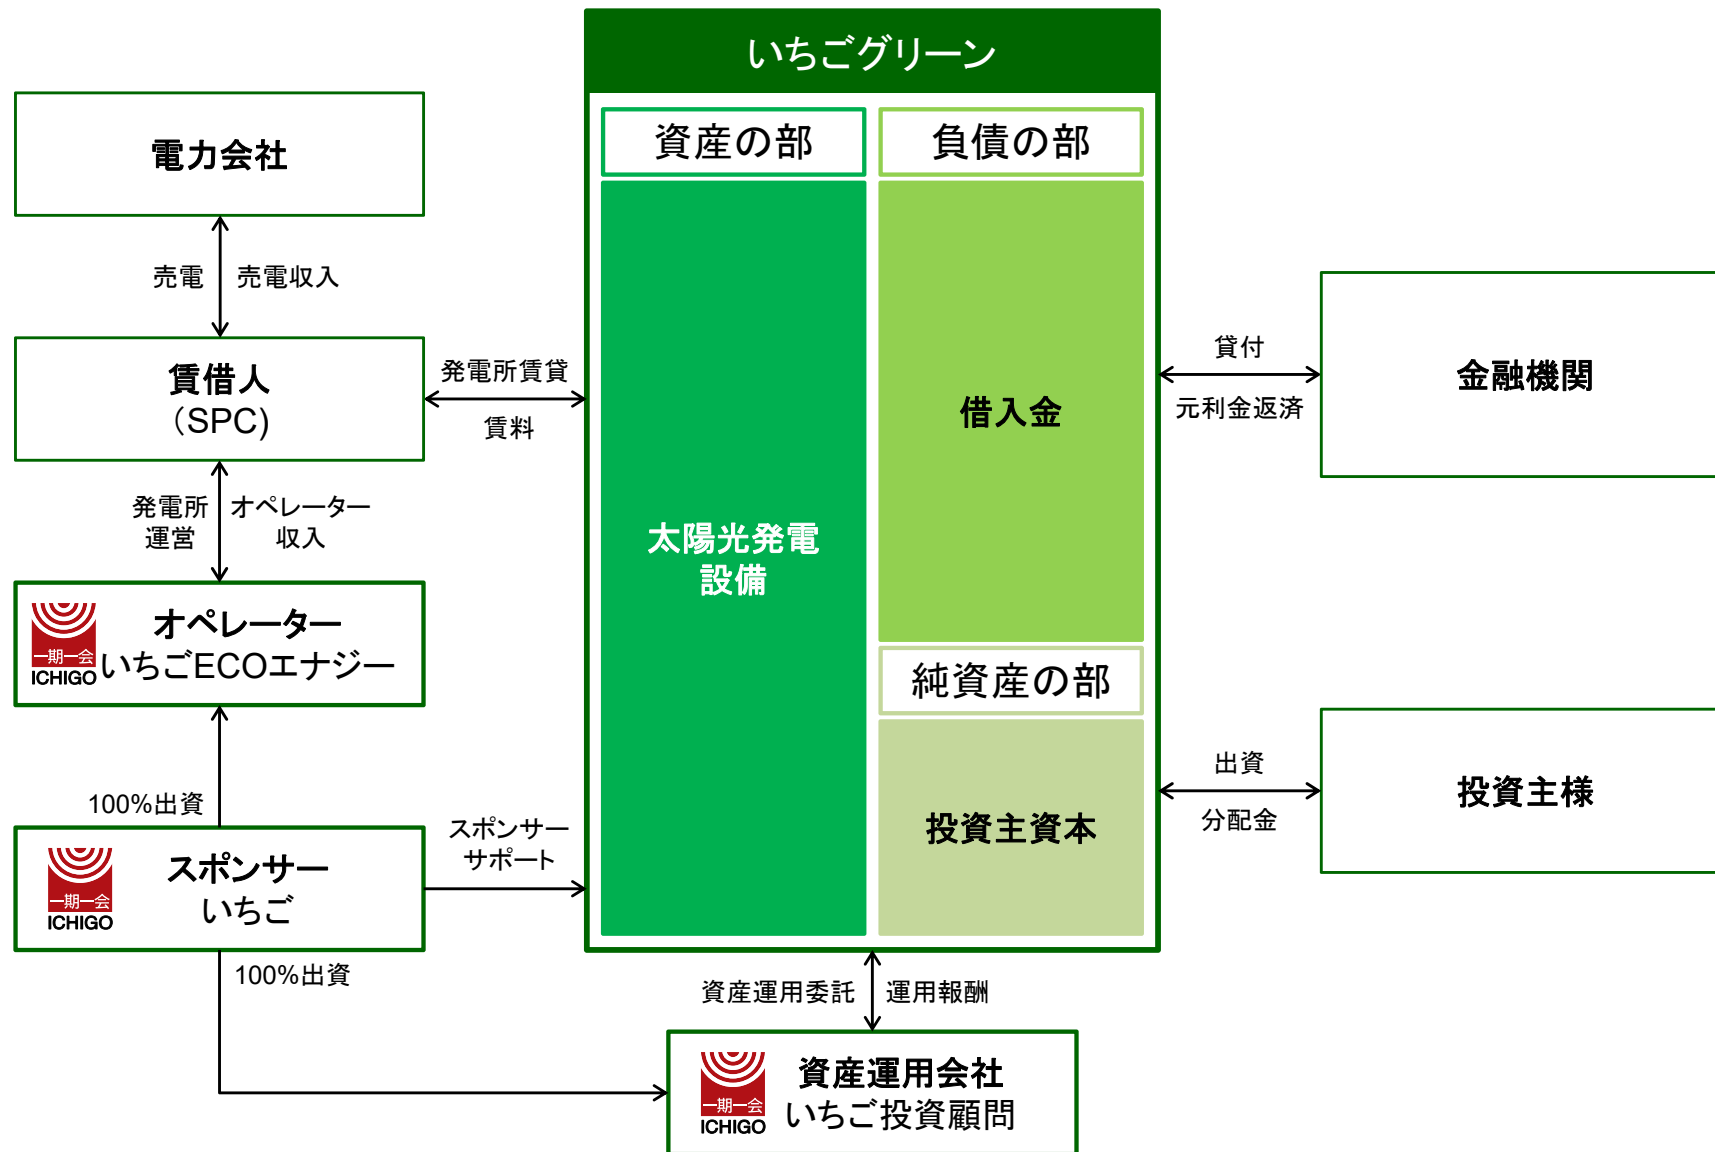 いちごグリーン
資産の部
負債の部
太陽光発電
設備
借入金
純資産の部
投資主資本
電力会社
売電
売電収入
賃借人
（SPC)
発電所賃貸
賃料
発電所
運営
オペレーター
収入
一期一会
ICHIGO
オペレーター
いちごECOエナジー
100%出資
一期一会
ICHIGO
スポンサー
いちご
スポンサー
サポート
100%出資
貸付
元利金返済
金融機関
出資
分配金
投資主様
資産運用委託
運用報酬
一期一会
ICHIGO
資産運用会社
いちご投資顧問